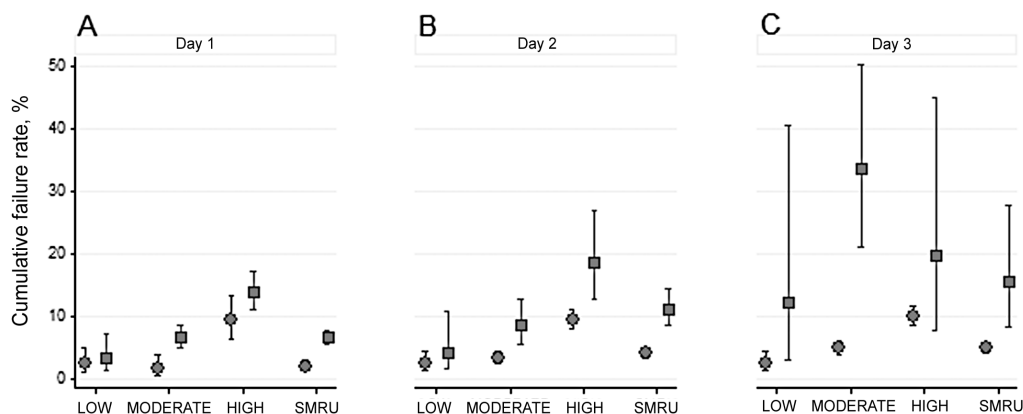 A
B
C
Day 1
Day 2
Day 3
Cumulative failure rate, %
50
40
30
20
10
0
LOW MODERATE HIGH SMRU
LOW MODERATE HIGH SMRU
LOW MODERATE HIGH SMRU